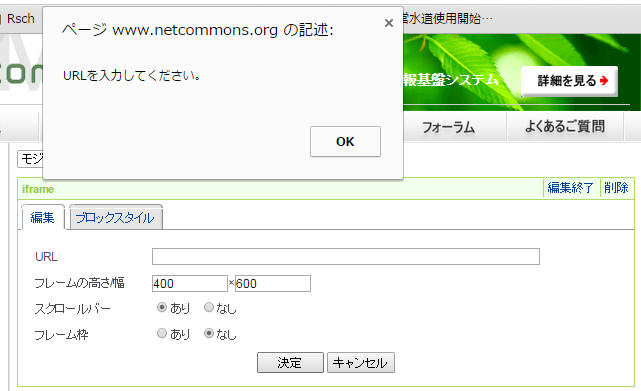 Rsch
ページ www.netcommons.org の記述:
×
営水道使用開始…
URLを入力してください。
OK
com
報基盤システム
詳細を見る
フォーラム
よくあるご質問
モジ
iframe
編集終了
削除
編集
ブロックスタイル
URL
フレームの高さ/幅
400
×
600
スクロールバー
あり
なし
フレーム枠
あり
なし
決定
キャンセル